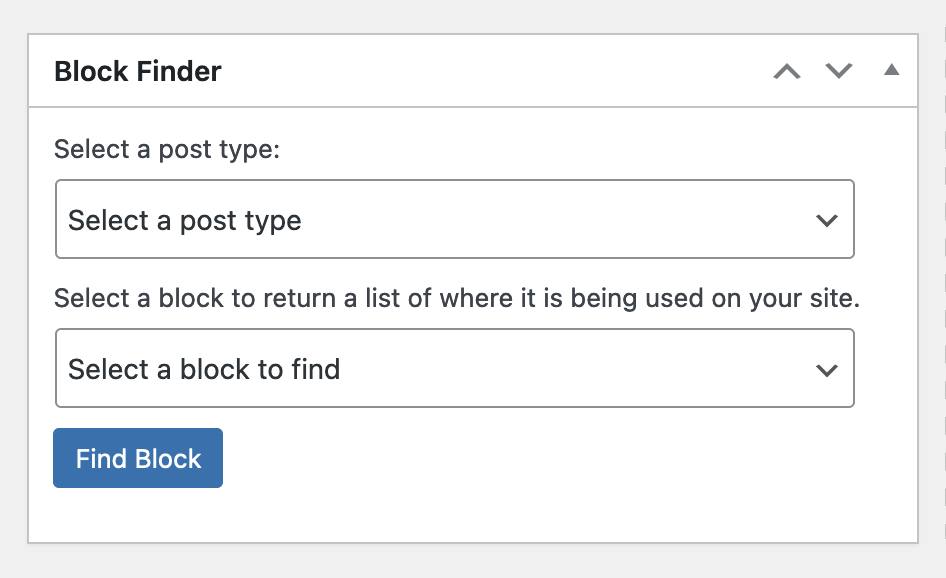 Block Finder
Select a post type:
Select a post type
Select a block to return a list of where it is being used on your site.
Select a block to find
Find Block